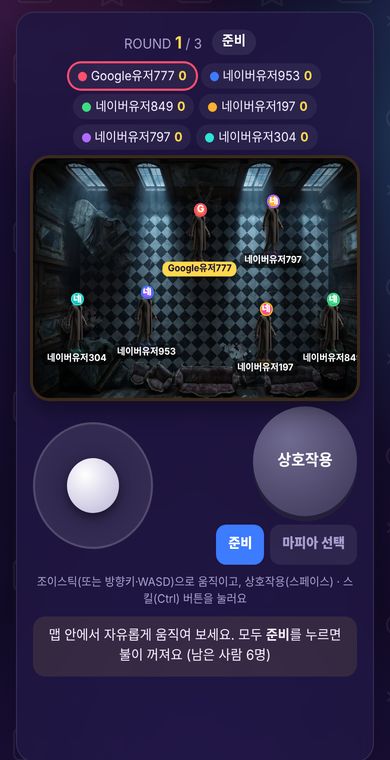 ROUND 1 / 3 준비
Google유저777 0 네이버유저953 0
네이버유저849 0 네이버유저197 0
네이버유저797 0 네이버유저304 0
G
네
네이버유저797
Google유저777
네
네
네이버유저304
네이버유저953
네
네
네이버유저197
네이버유저84
상호작용
준비
마피아 선택
조이스틱(또는 방향키·WASD)으로 움직이고, 상호작용(스페이스) · 스
킬(Ctrl) 버튼을 눌러요
맵 안에서 자유롭게 움직여 보세요. 모두 준비를 누르면
불이 꺼져요 (남은 사람 6명)